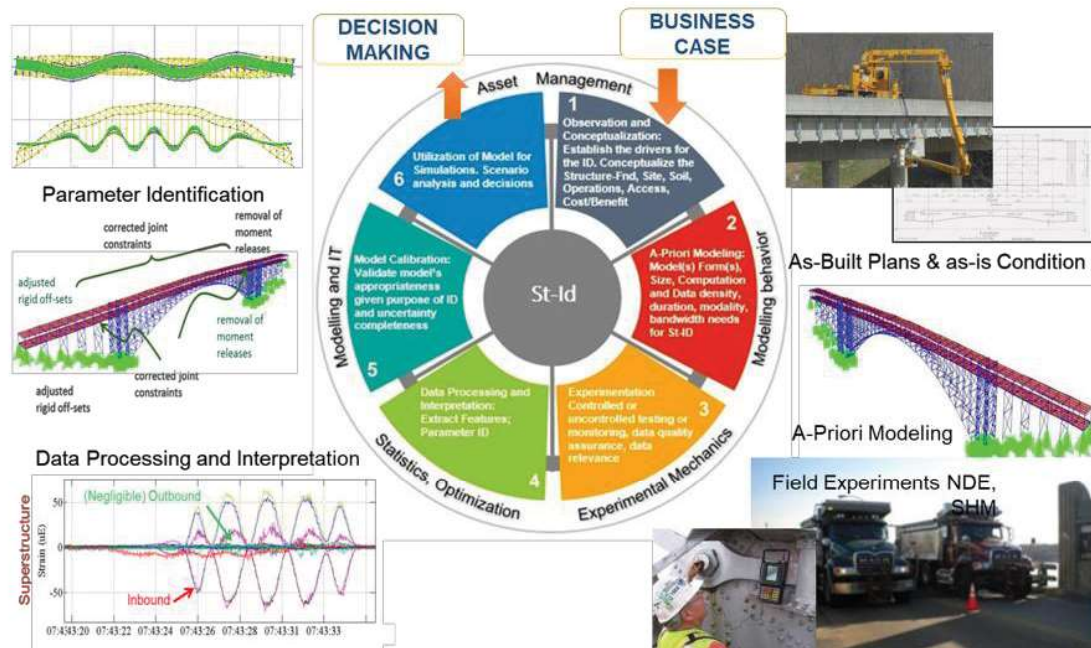 DECISION
MAKING
BUSINESS
CASE
Asset Management
Modelling behavior
Experimental Mechanics
Statistics, Optimization
Modelling and IT
St-Id
1
Observation and
Conceptualization:
Establish the drivers for
the ID. Conceptualize the
Structure-Fnd, Site, Soil,
Operations, Access,
Cost/Benefit
2
A-Priori Modeling:
Model(s) Form(s),
Size, Computation
and Data density,
duration, modality,
bandwidth needs
for St-ID
3
Experimentation
Controlled or
uncontrolled testing or
monitoring, data quality
assurance, data
relevance
4
Data Processing and
Interpretation:
Extract Features;
Parameter ID
5
Model Calibration:
Validate model's
appropriateness
given purpose of ID
and uncertainty
completeness
6
Utilization of Model for
Simulations. Scenario
analysis and decisions
Parameter Identification
corrected joint
constraints
removal of
moment
releases
adjusted
rigid off-sets
removal of
moment
releases
adjusted
rigid off-sets
corrected joint
constraints
Data Processing and Interpretation
(Negligible) Outbound
Inbound
Superstructure
Strain (uE)
50
0
-50
07:43:20 07:43:22 07:43:24 07:43:26 07:43:28 07:43:31 07:43:33
As-Built Plans & as-is Condition
A-Priori Modeling
Field Experiments NDE,
SHM